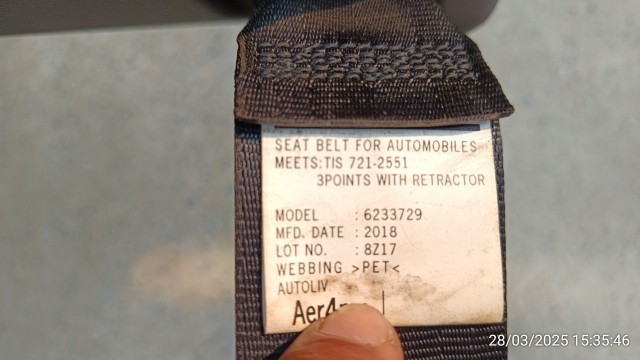 SEAT BELT FOR AUTOMOBILES
MEETS:TIS 721-2551
3POINTS WITH RETRACTOR
MODEL : 6233729
MFD. DATE : 2018
LOT NO. : 8Z17
WEBBING >PET<
AUTOLIV
28/03/2025 15:35:46